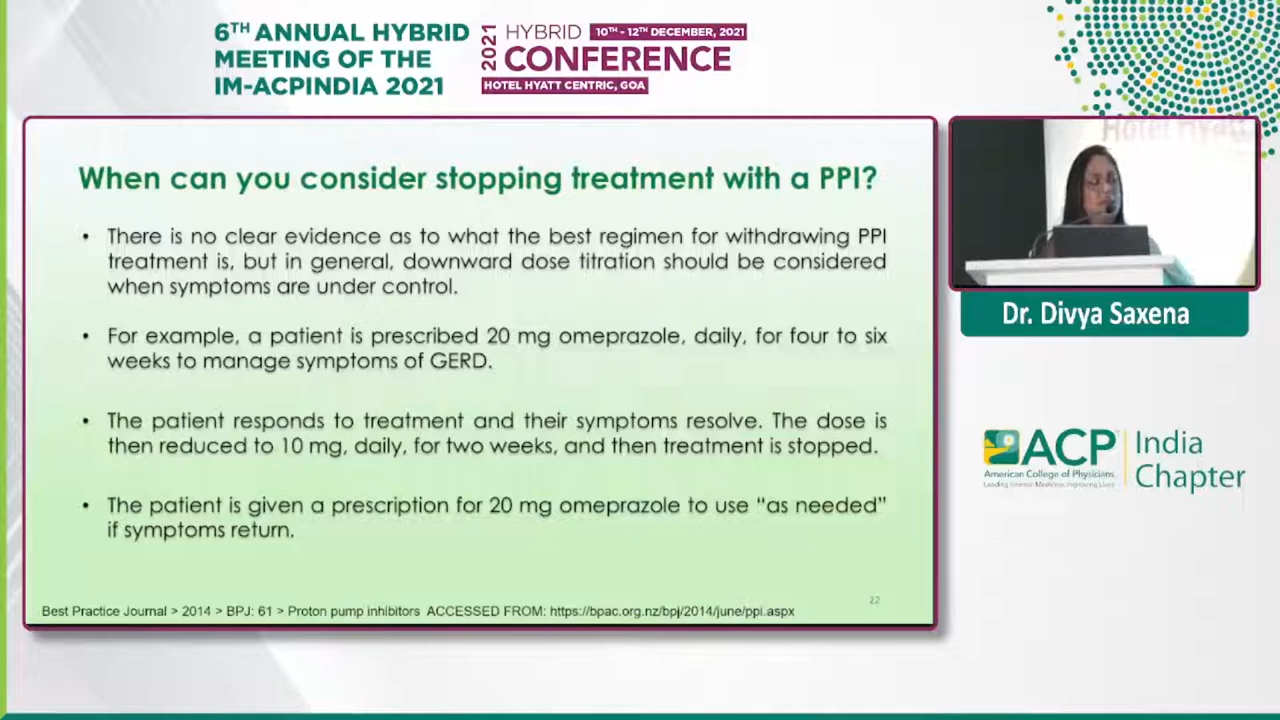 6TH ANNUAL HYBRID
MEETING OF THE
IM-ACPINDIA 2021
2021
HYBRID
10TH - 12TH DECEMBER, 2021
CONFERENCE
HOTEL HYATT CENTRIC, GOA
When can you consider stopping treatment with a PPI?
• There is no clear evidence as to what the best regimen for withdrawing PPI
treatment is, but in general, downward dose titration should be considered
when symptoms are under control.
• For example, a patient is prescribed 20 mg omeprazole, daily, for four to six
weeks to manage symptoms of GERD.
• The patient responds to treatment and their symptoms resolve. The dose is
then reduced to 10 mg, daily, for two weeks, and then treatment is stopped.
• The patient is given a prescription for 20 mg omeprazole to use “as needed”
if symptoms return.
22
Best Practice Journal > 2014 > BPJ: 61 > Proton pump inhibitors ACCESSED FROM: https://bpac.org.nz/bpj/2014/june/ppi.aspx
Hotel Hyatt
Dr. Divya Saxena
ACP
American College of Physicians
Leading Internal Medicine, Improving Lives
India
Chapter